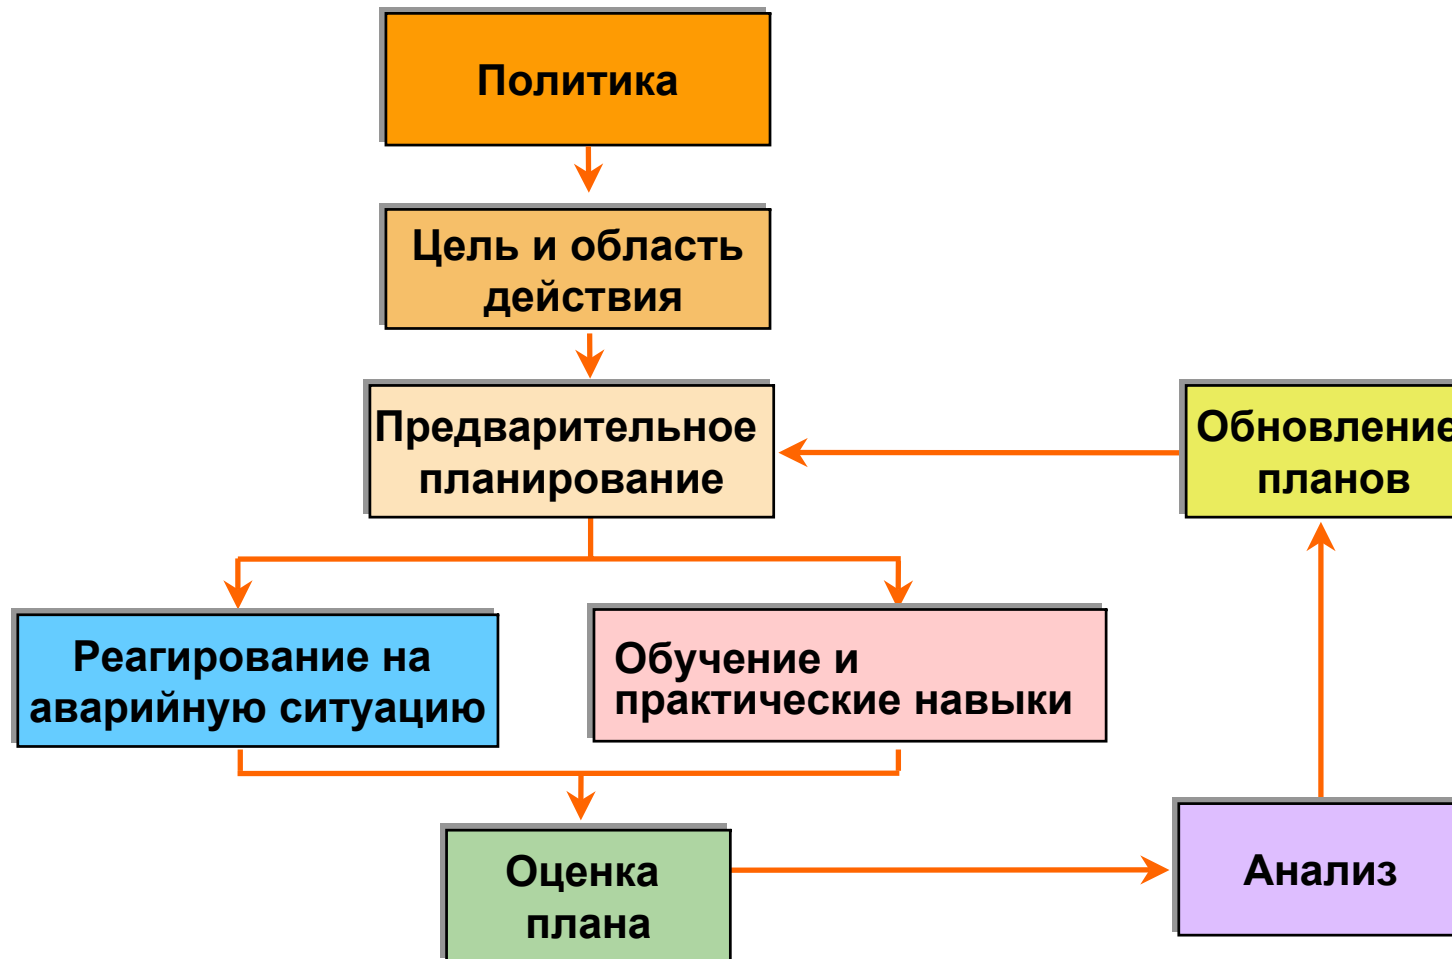 Политика
Цель и область
действия
Предварительное
планирование
Обновление
планов
Реагирование на
аварийную ситуацию
Обучение и
практические навыки
Оценка
плана
Анализ